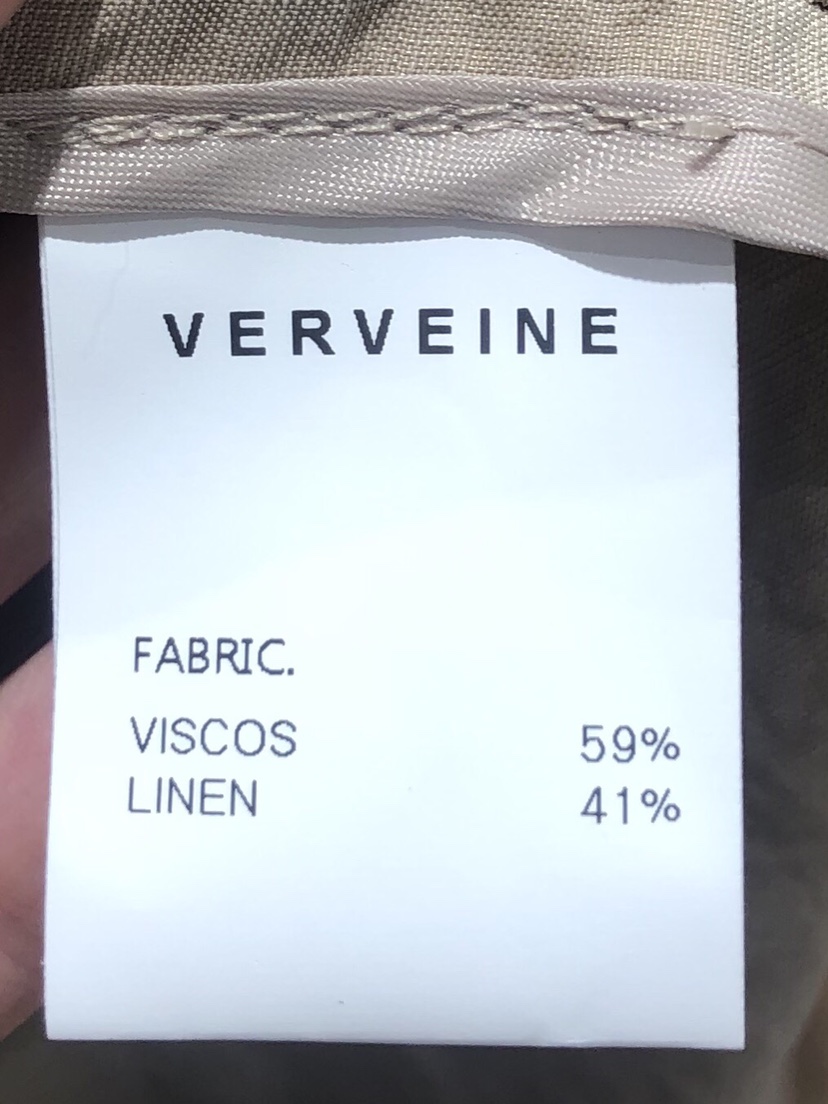 VERVEINE
FABRIC.
VISCOS 59%
LINEN 41%